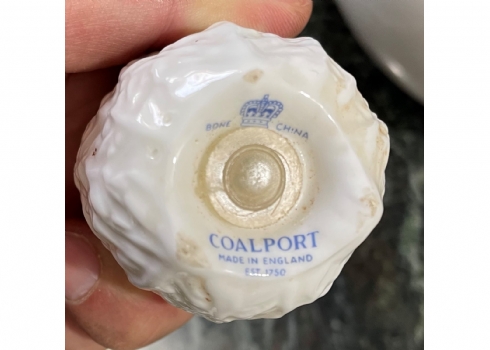 BONE CHINA
COALPORT
MADE IN ENGLAND
EST. 1750